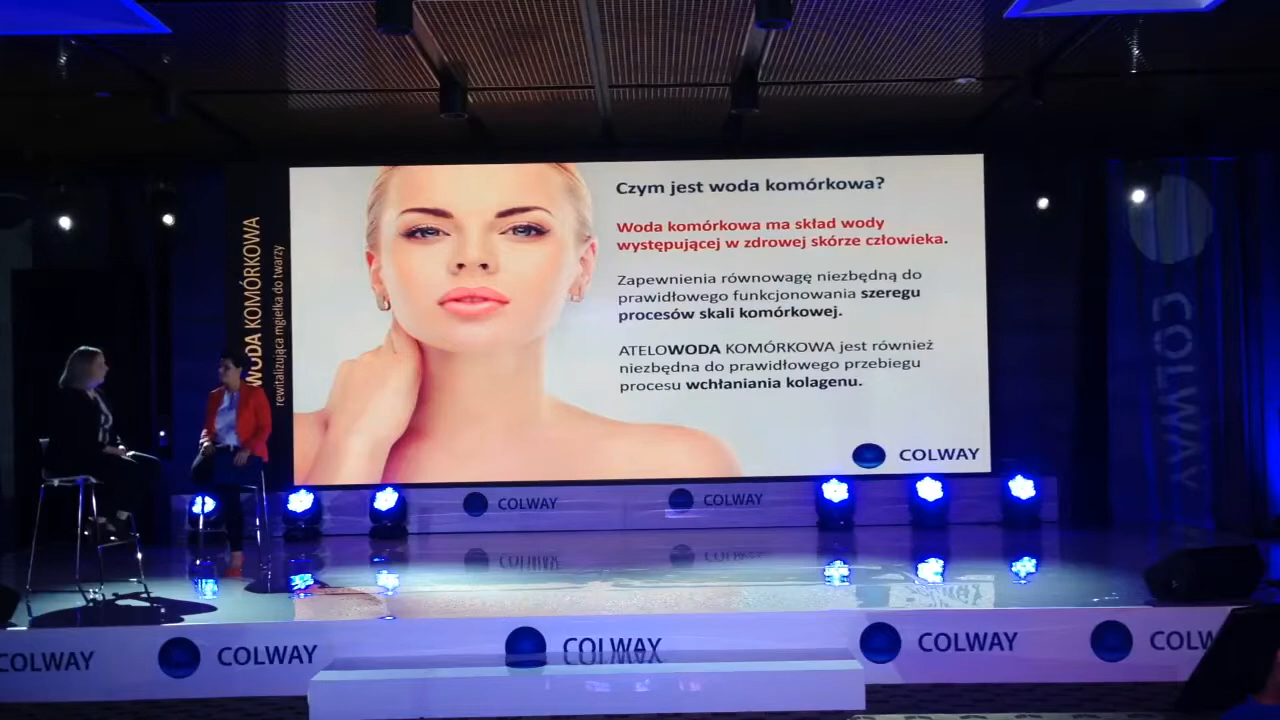 WODA KOMÓRKOWA
rewitalizująca mgiełka do twarzy
Czym jest woda komórkowa?
Woda komórkowa ma skład wody
występującej w zdrowej skórze człowieka.
Zapewnienia równowagę niezbędną do
prawidłowego funkcjonowania szeregu
procesów skali komórkowej.
ATELOWODA KOMÓRKOWA jest również
niezbędna do prawidłowego przebiegu
procesu wchłaniania kolagenu.
COLWAY
COLWAY
COLWAY
COLWAY
COLWAY
COLWAY
COLWAY
COLWAY
COLW